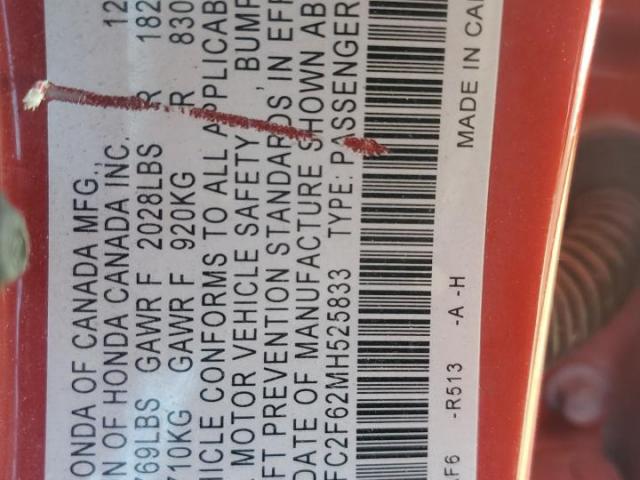 ONDA OF CANADA MFG., 12
N OF HONDA CANADA INC.
769LBS GAWR F 2028LBS R 182
710KG GAWR F 920KG R 830
HICLE CONFORMS TO ALL APPLICAB
A MOTOR VEHICLE SAFETY, BUMP
FT PREVENTION STANDARDS, IN EFF
DATE OF MANUFACTURE SHOWN AB
FC2F62MH525833 TYPE: PASSENGER
AF6 -R513 -A -H MADE IN CA